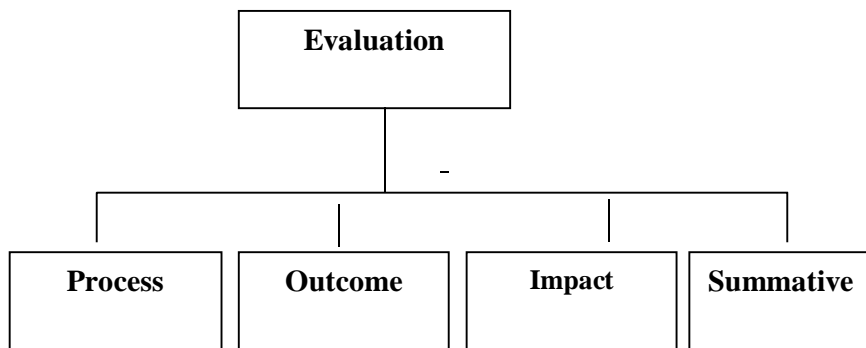 Evaluation
Process
Outcome
Impact
Summative